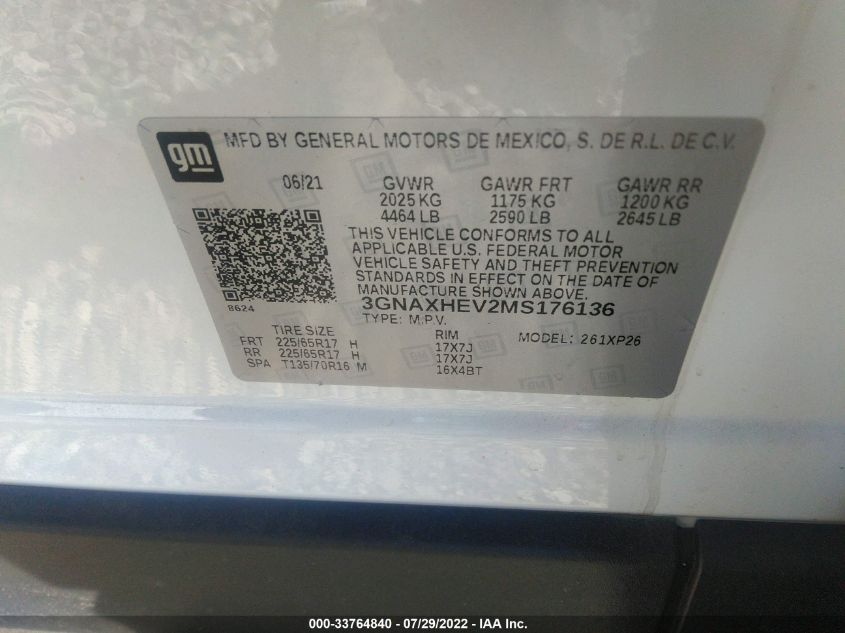 gm
MFD BY GENERAL MOTORS DE MEXICO, S. DE R.L. DE C.V.
06/21 GVWR GAWR FRT GAWR RR
2025 KG 1175 KG 1200 KG
4464 LB 2590 LB 2645 LB
THIS VEHICLE CONFORMS TO ALL
APPLICABLE U.S. FEDERAL MOTOR
VEHICLE SAFETY AND THEFT PREVENTION
STANDARDS IN EFFECT ON THE DATE OF
MANUFACTURE SHOWN ABOVE.
8624
3GNAXHEV2MS176136
TYPE: M.P.V.
TIRE SIZE RIM MODEL: 261XP26
FRT 225/65R17 H 17X7J
RR 225/65R17 H 17X7J
SPA T135/70R16 M 16X4BT
000-33764840 - 07/29/2022 - IAA Inc.